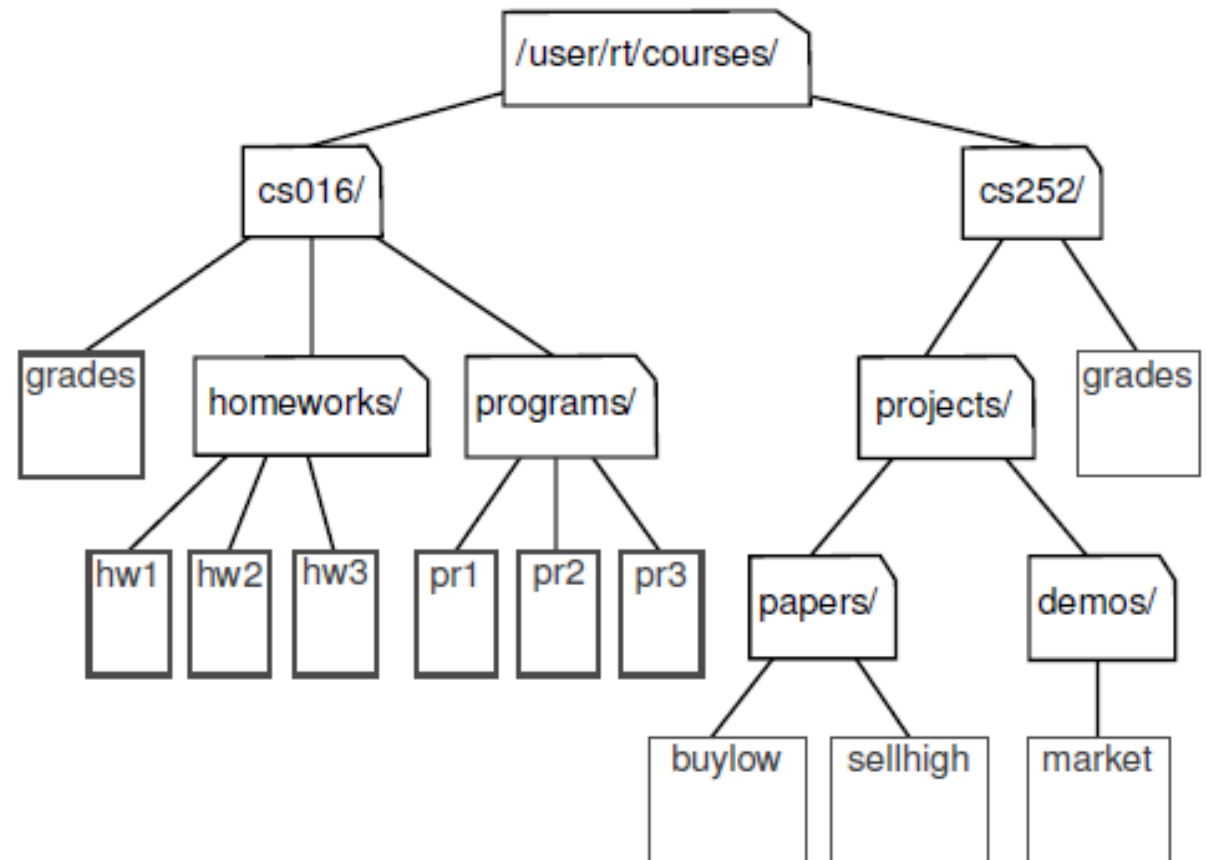 /user/rt/courses/
cs016/
cs252/
grades
homeworks/
programs/
projects/
grades
hw1
hw2
hw3
pr1
pr2
pr3
papers/
demos/
buylow
sellhigh
market